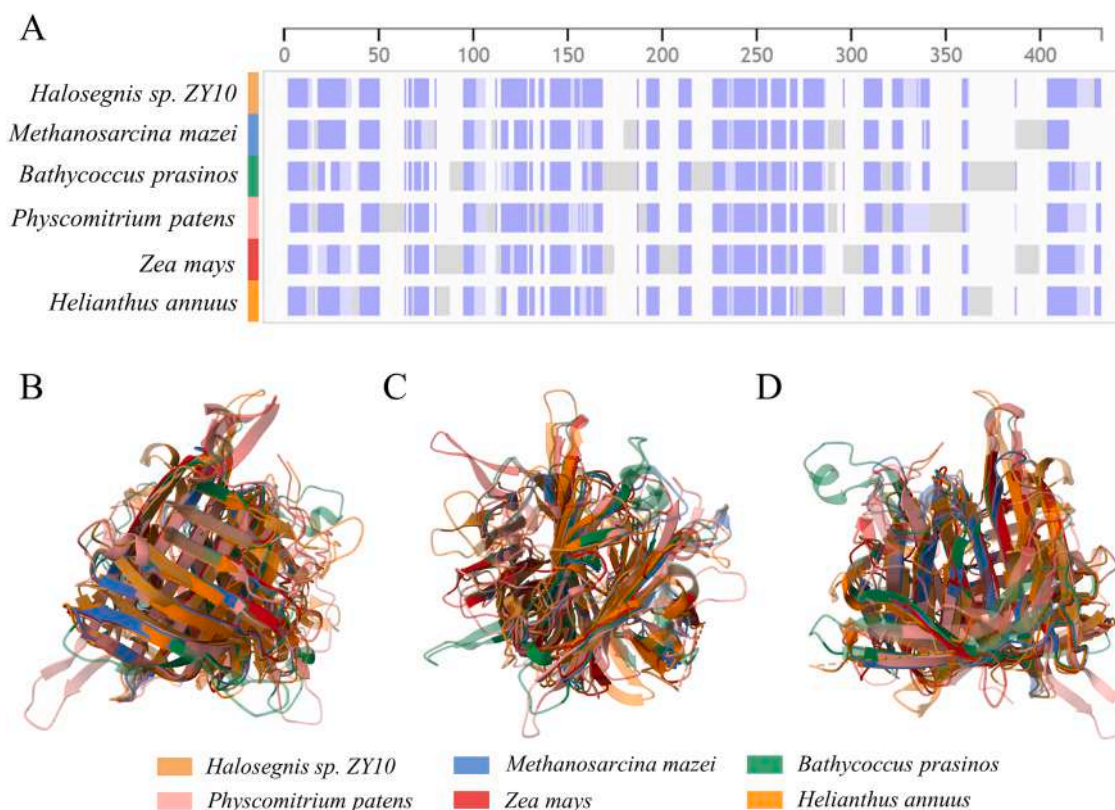 A
0 50 100 150 200 250 300 350 400
Halosegnis sp. ZY10
Methanosarcina mazei
Bathycoccus prasinos
Physcomitrium patens
Zea mays
Helianthus annuus
B C D
Halosegnis sp. ZY10 Methanosarcina mazei Bathycoccus prasinos
Physcomitrium patens Zea mays Helianthus annuus